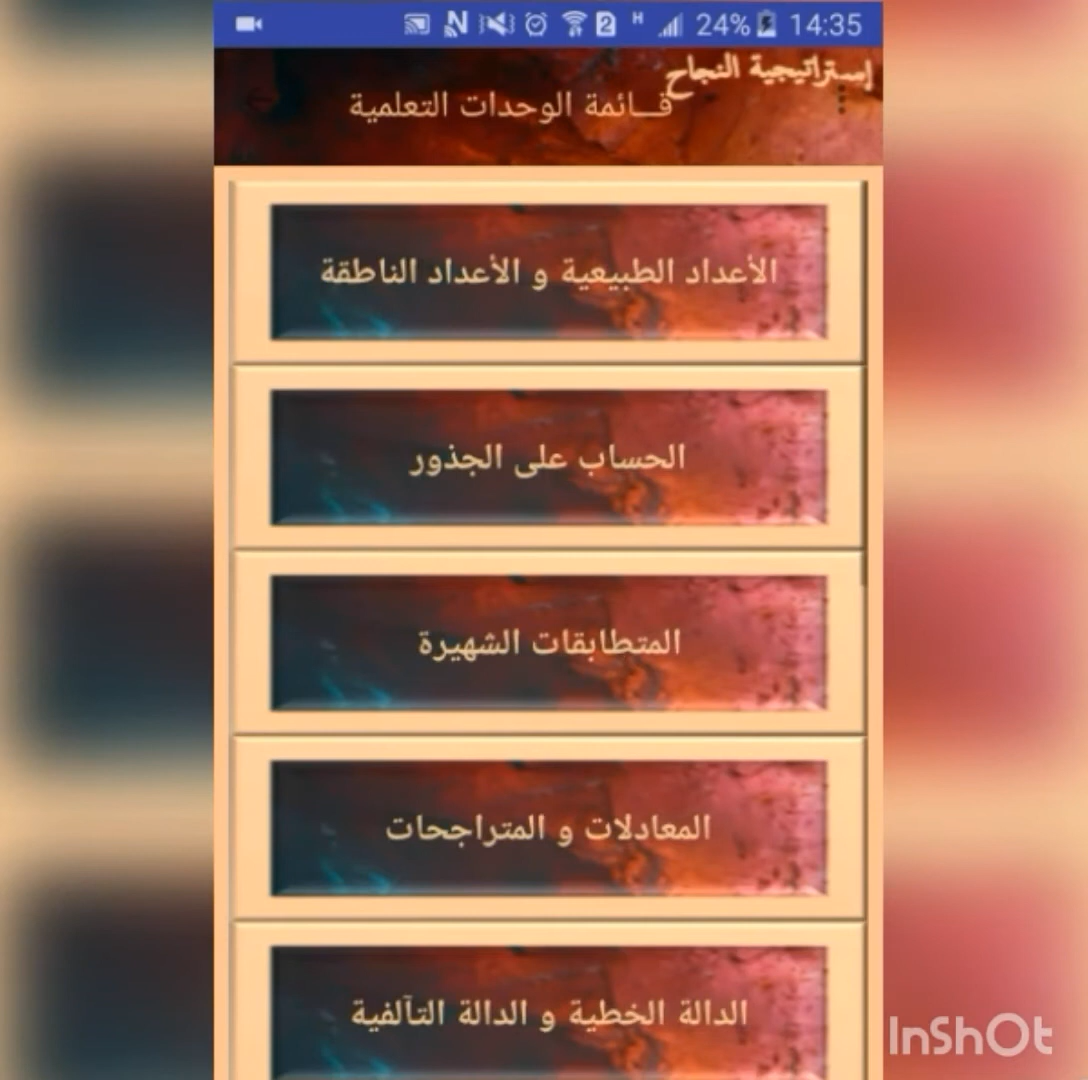 H 24% 14:35
إستراتيجية النجاح
قـــائمة الوحدات التعلمية
الأعداد الطبيعية و الأعداد الناطقة
الحساب على الجذور
المتطابقات الشهيرة
المعادلات و المتراجحات
الدالة الخطية و الدالة التآلفية
InShOt